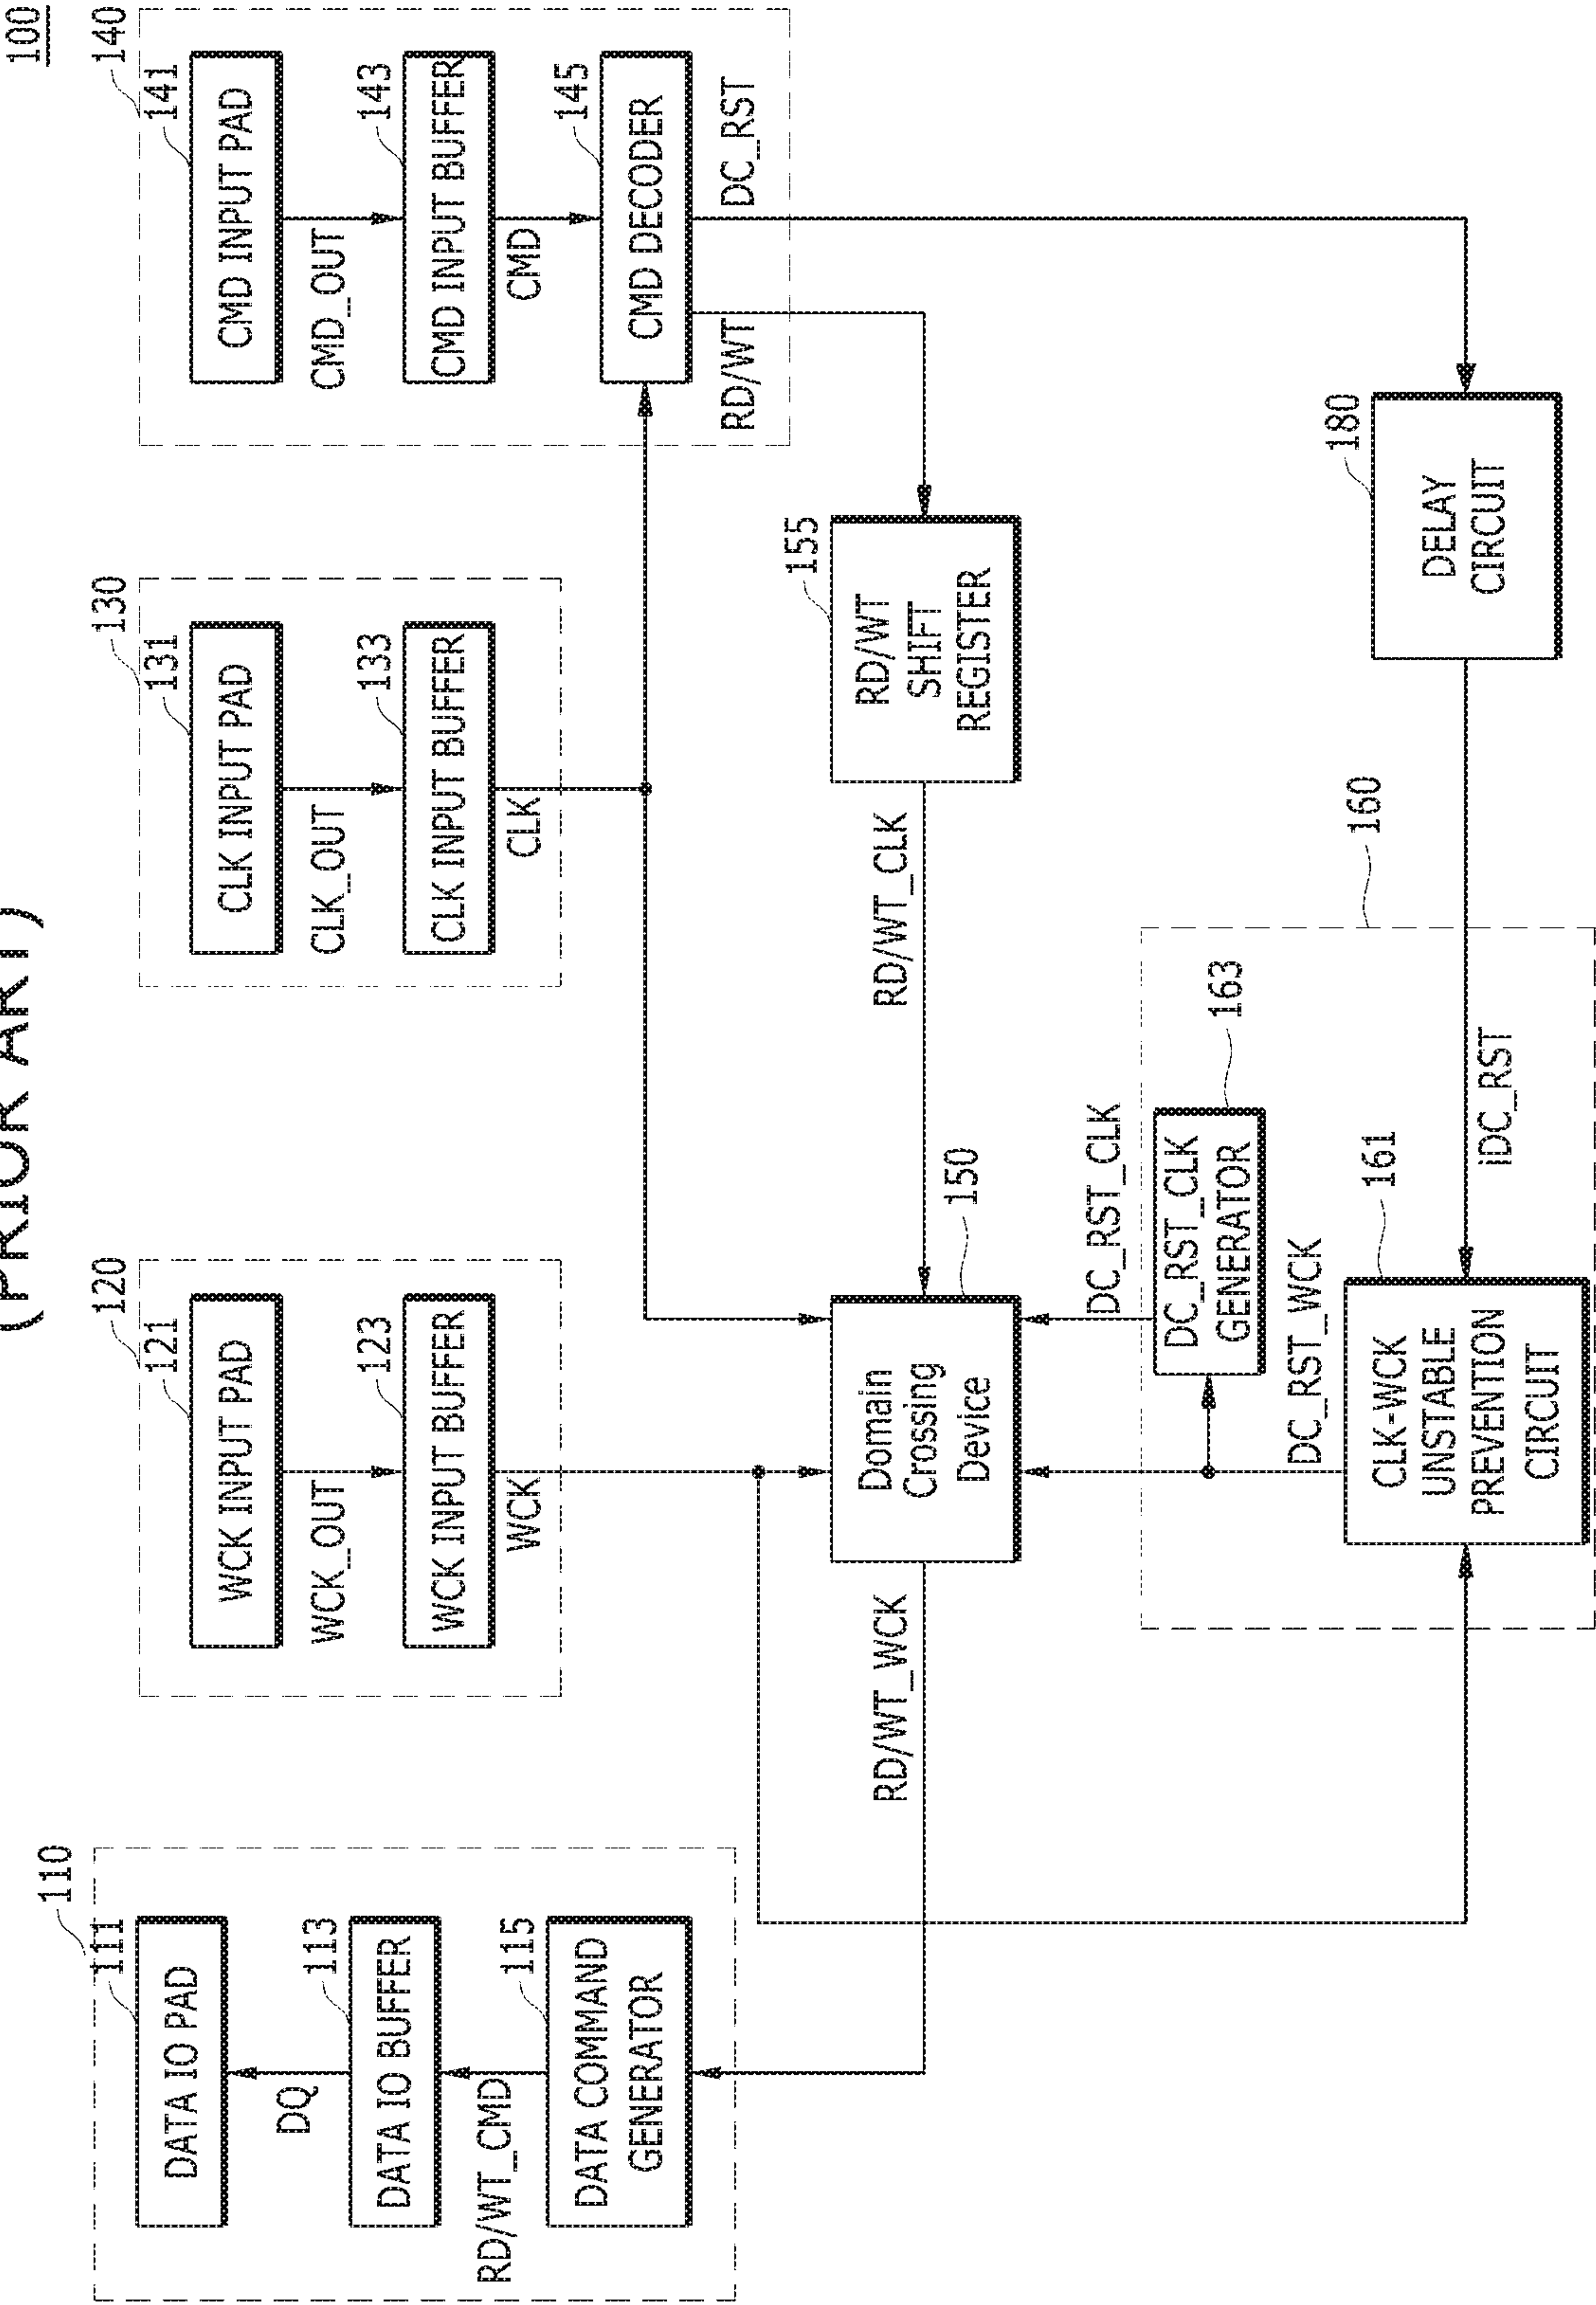 (PRIOR ART)
100
110
111
DATA IO PAD
DQ
113
DATA IO BUFFER
RD/WT_CMD
115
DATA COMMAND
GENERATOR
120
121
WCK INPUT PAD
WCK_OUT
123
WCK INPUT BUFFER
WCK
130
131
CLK INPUT PAD
CLK_OUT
133
CLK INPUT BUFFER
CLK
140
141
CMD INPUT PAD
CMD_OUT
143
CMD INPUT BUFFER
CMD
145
CMD DECODER
RD/WT
DC_RST
RD/WT_WCK
150
Domain
Crossing
Device
RD/WT_CLK
155
RD/WT
SHIFT
REGISTER
DC_RST_CLK
163
DC_RST_CLK
GENERATOR
160
DC_RST_WCK
161
CLK-WCK
UNSTABLE
PREVENTION
CIRCUIT
iDC_RST
180
DELAY
CIRCUIT